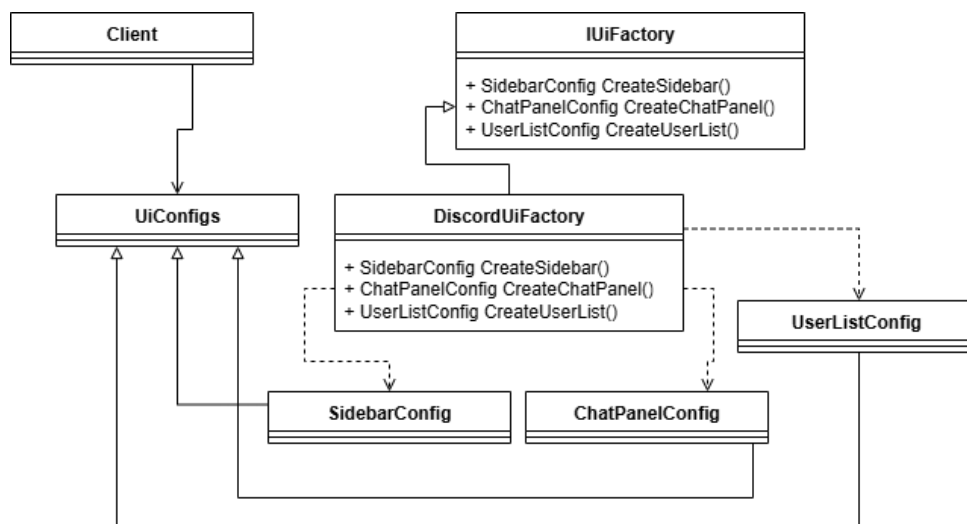 Client
IUiFactory
+ SidebarConfig CreateSidebar()
+ ChatPanelConfig CreateChatPanel()
+ UserListConfig CreateUserList()
UiConfigs
DiscordUiFactory
+ SidebarConfig CreateSidebar()
+ ChatPanelConfig CreateChatPanel()
+ UserListConfig CreateUserList()
UserListConfig
SidebarConfig
ChatPanelConfig